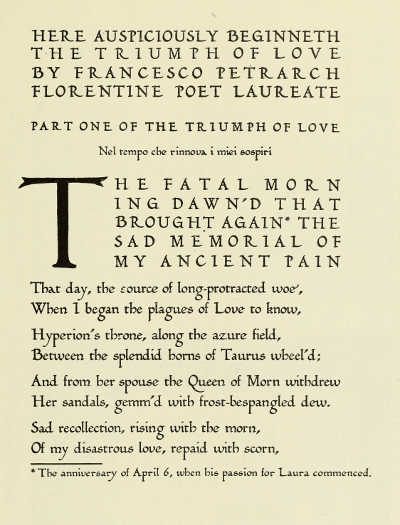 HERE AUSPICIOUSLY BEGINNETH
THE TRIUMPH OF LOVE
BY FRANCESCO PETRARCH
FLORENTINE POET LAUREATE
PART ONE OF THE TRIUMPH OF LOVE
Nel tempo che rinnova i miei sospiri
THE FATAL MORN
ING DAWN'D THAT
BROUGHT AGAIN* THE
SAD MEMORIAL OF
MY ANCIENT PAIN
That day, the source of long-protracted woe,
When I began the plagues of Love to know,
Hyperion's throne, along the azure field,
Between the splendid horns of Taurus wheel'd;
And from her spouse the Queen of Morn withdrew
Her sandals, gemm'd with frost-bespangled dew.
Sad recollection, rising with the morn,
Of my disastrous love, repaid with scorn,
* The anniversary of April 6, when his passion for Laura commenced.